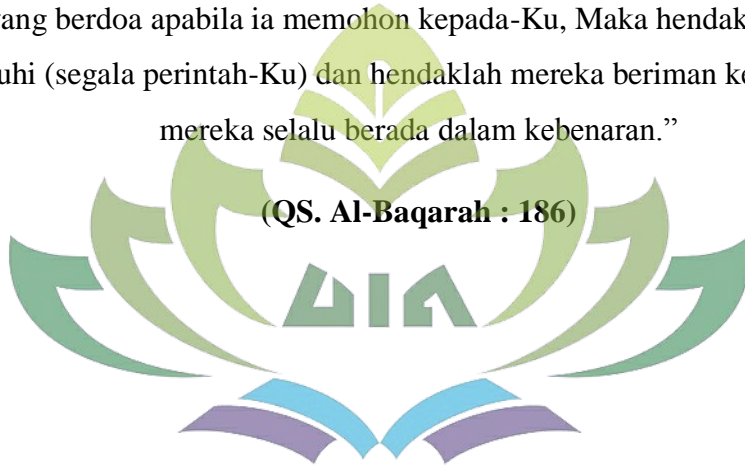 yang berdoa apabila ia memohon kepada-Ku, Maka hendak
uhi (segala perintah-Ku) dan hendaklah mereka beriman ke
mereka selalu berada dalam kebenaran.”
(QS. Al-Baqarah : 186)
UIN